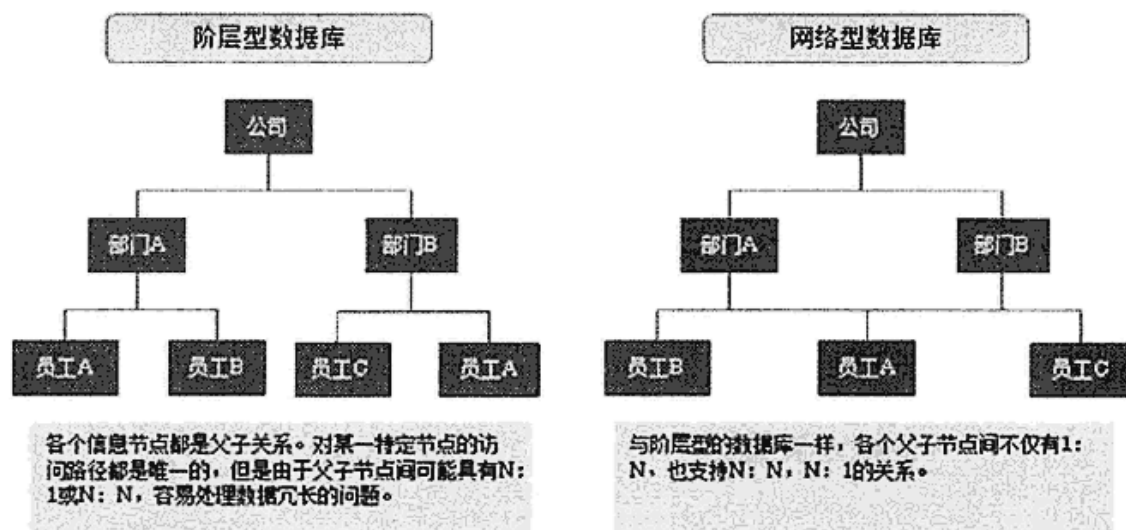 阶层型数据库
公司
部门A
部门B
员工A
员工B
员工C
员工A
各个信息节点都是父子关系。对某一特定节点的访
问路径都是唯一的，但是由于父子节点间可能具有N：
1或N：N，容易处理数据冗长的问题。
网络型数据库
公司
部门A
部门B
员工B
员工A
员工C
与阶层型的数据库一样，各个父子节点间不仅有1：
N，也支持N：N，N：1的关系。